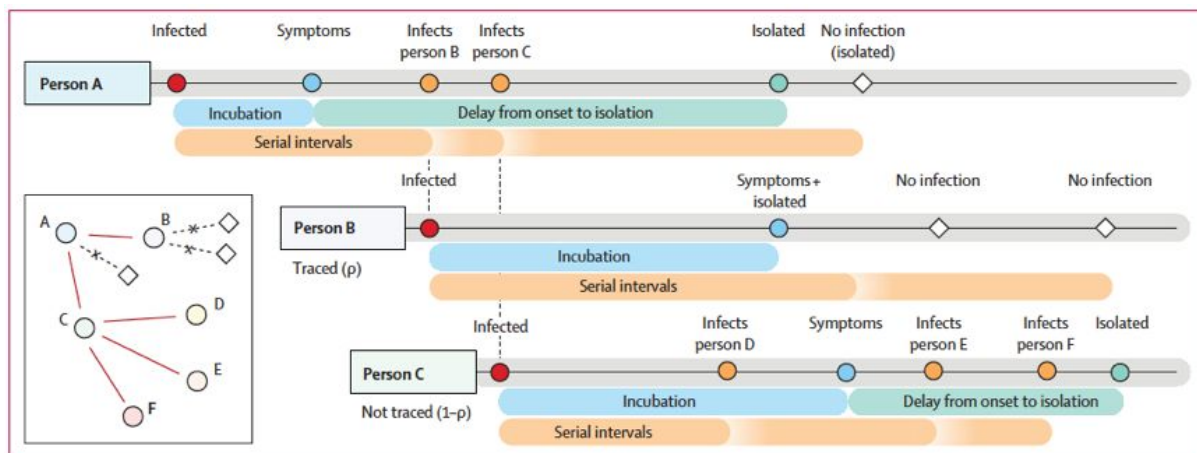 Infected
Symptoms
Infects
person B
Infects
person C
Isolated
No infection
(isolated)
Person A
Incubation
Delay from onset to isolation
Serial intervals
Infected
Symptoms+
isolated
No infection
No infection
Person B
Traced (ρ)
Incubation
Serial intervals
Infected
Infects
person D
Symptoms
Infects
person E
Infects
person F
Isolated
Person C
Not traced (1–ρ)
Incubation
Delay from onset to isolation
Serial intervals
A
B
C
D
E
F